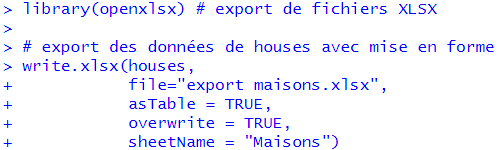 > library(openxlsx) # export de fichiers XLSX
>
> # export des données de houses avec mise en forme
> write.xlsx(houses,
+            file="export maisons.xlsx",
+            asTable = TRUE,
+            overwrite = TRUE,
+            sheetName = "Maisons")